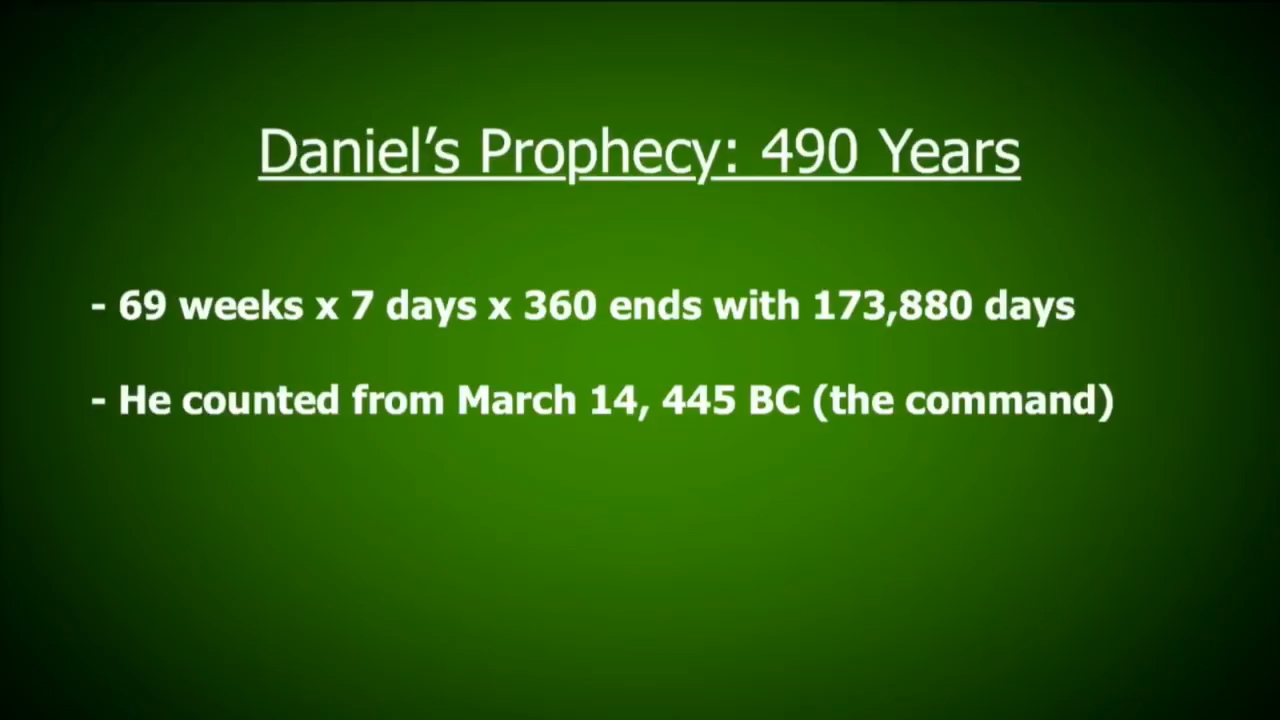 Daniel’s Prophecy: 490 Years
- 69 weeks x 7 days x 360 ends with 173,880 days
- He counted from March 14, 445 BC (the command)